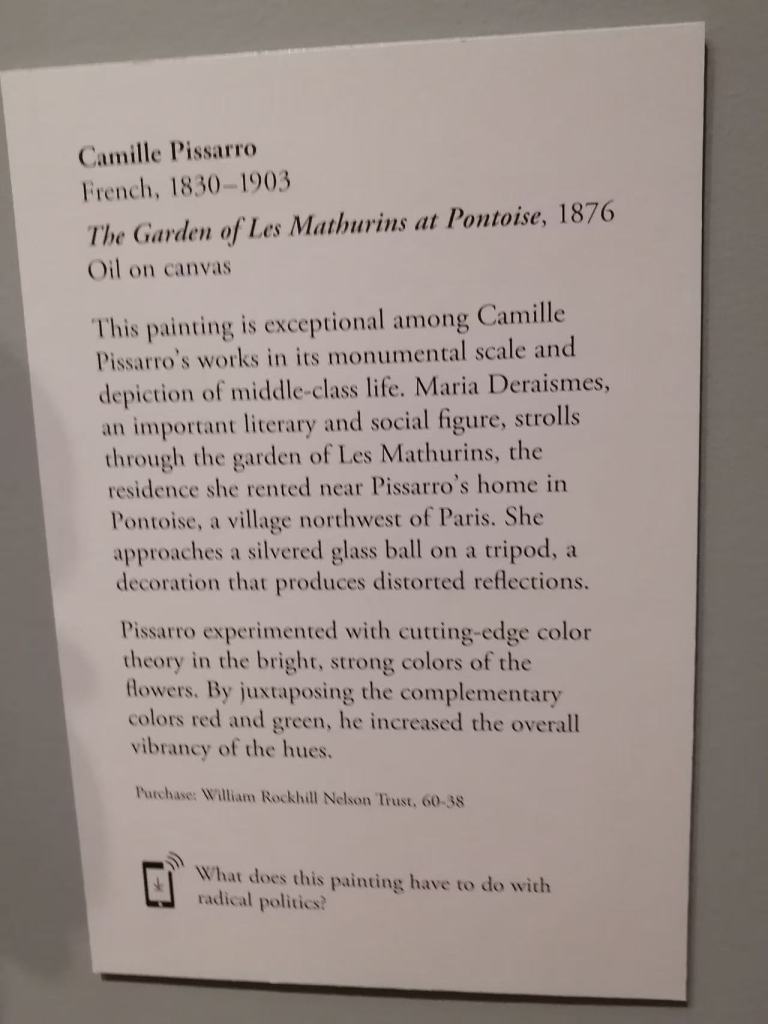 Camille Pissarro
French, 1830–1903
The Garden of Les Mathurins at Pontoise, 1876
Oil on canvas
This painting is exceptional among Camille
Pissarro's works in its monumental scale and
depiction of middle-class life. Maria Deraismes,
an important literary and social figure, strolls
through the garden of Les Mathurins, the
residence she rented near Pissarro's home in
Pontoise, a village northwest of Paris. She
approaches a silvered glass ball on a tripod, a
decoration that produces distorted reflections.
Pissarro experimented with cutting-edge color
theory in the bright, strong colors of the
flowers. By juxtaposing the complementary
colors red and green, he increased the overall
vibrancy of the hues.
Purchase: William Rockhill Nelson Trust, 60-38
What does this painting have to do with
radical politics?